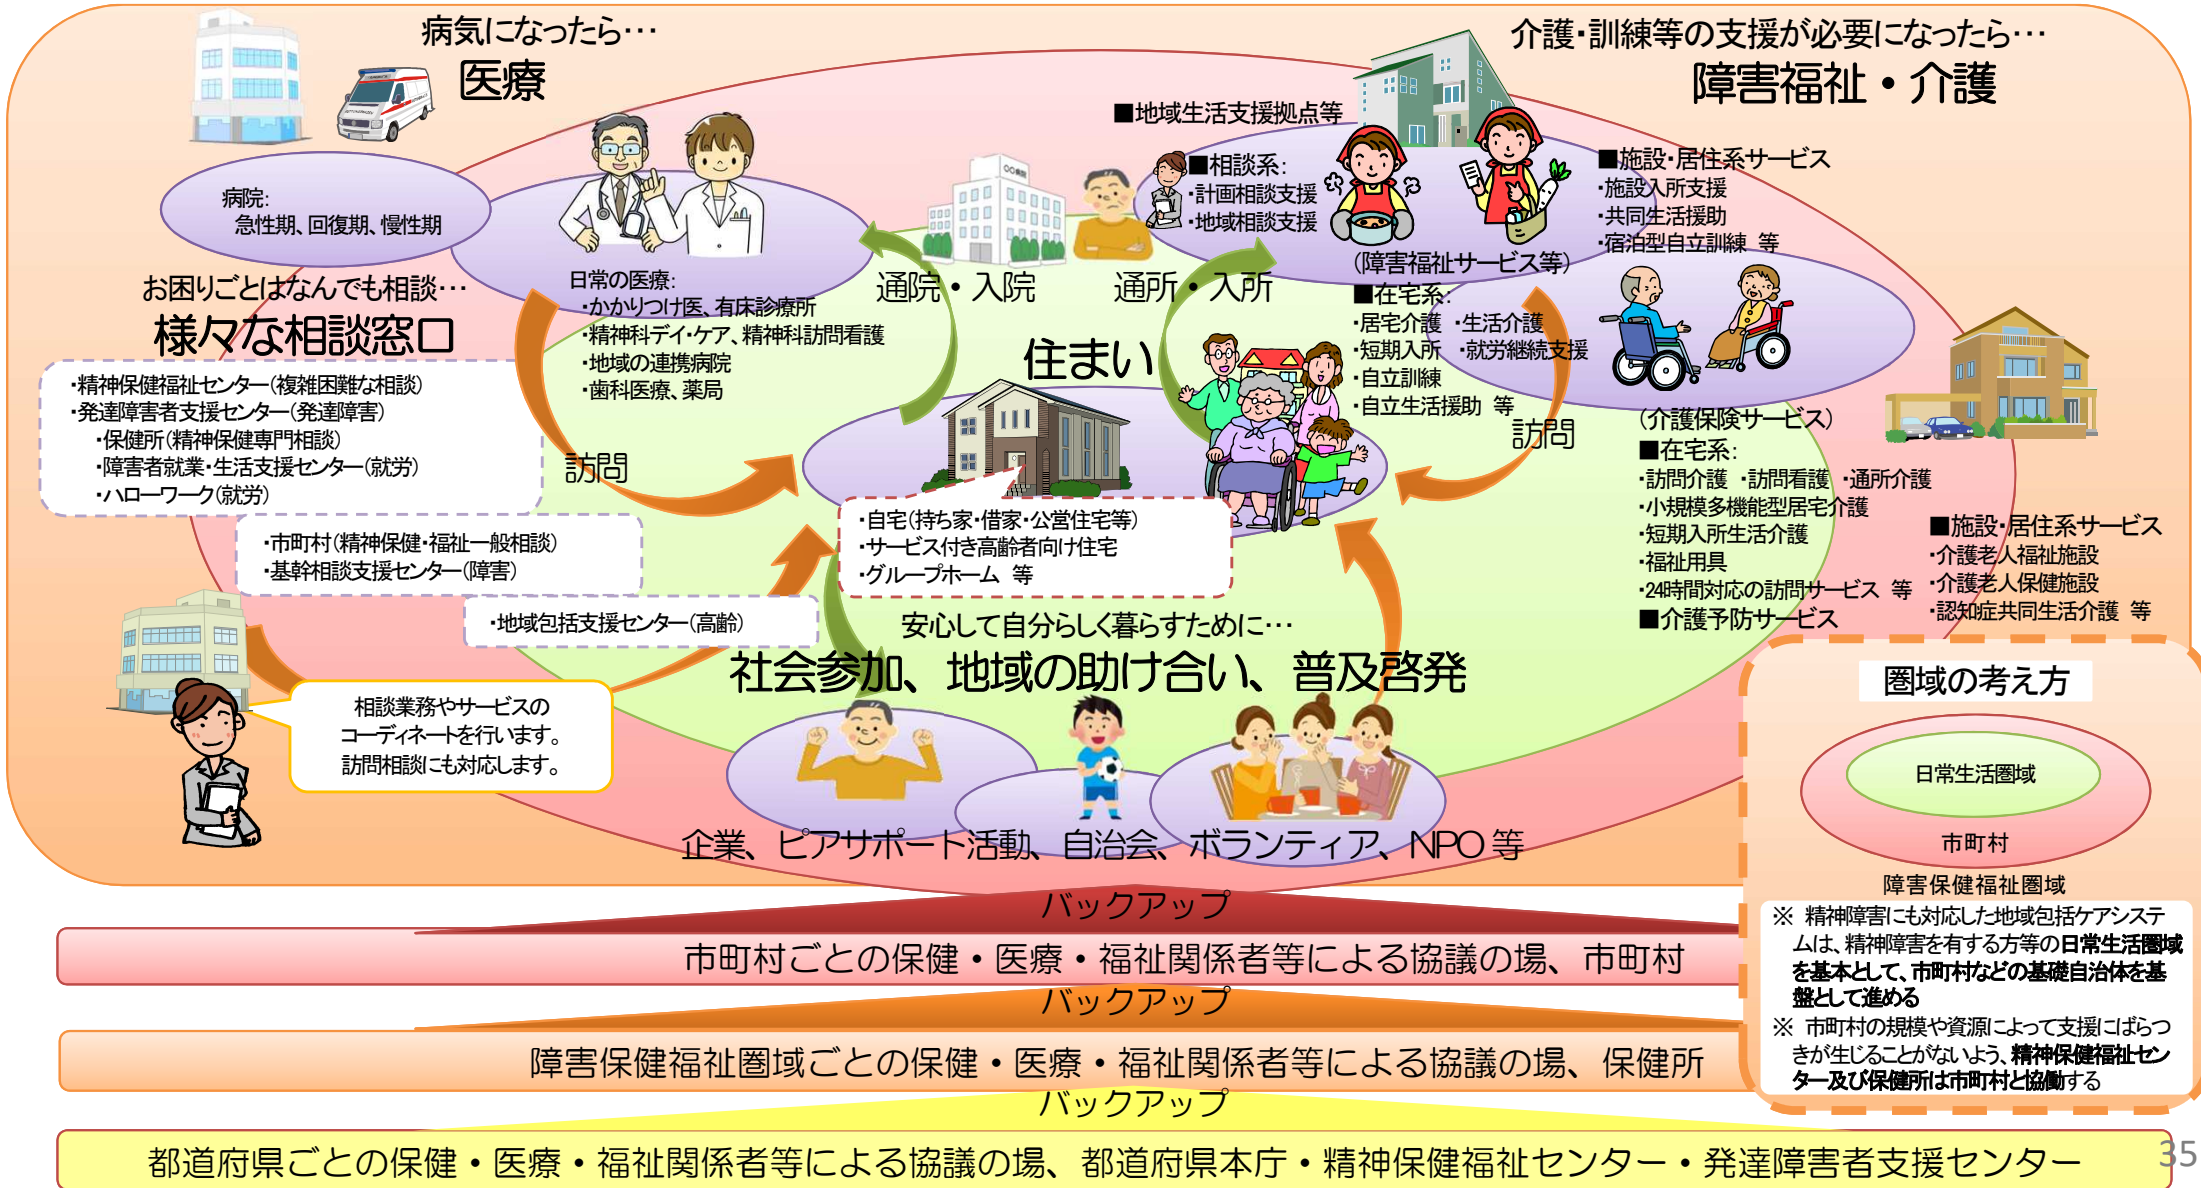 病気になったら…
医療
介護・訓練等の支援が必要になったら…
障害福祉・介護
病院:
急性期、回復期、慢性期
日常の医療:
・かかりつけ医、有床診療所
・精神科デイ・ケア、精神科訪問看護
・地域の連携病院
・歯科医療、薬局
○○病院
通院・入院
通所・入所
■地域生活支援拠点等
■相談系:
・計画相談支援
・地域相談支援
■施設・居住系サービス
・施設入所支援
・共同生活援助
・宿泊型自立訓練 等
(障害福祉サービス等)
■在宅系:
・居宅介護 ・生活介護
・短期入所 ・就労継続支援
・自立訓練
・自立生活援助 等
訪問
(介護保険サービス)
■在宅系:
・訪問介護 ・訪問看護 ・通所介護
・小規模多機能型居宅介護
・短期入所生活介護
・福祉用具
・24時間対応の訪問サービス 等
■介護予防サービス
■施設・居住系サービス
・介護老人福祉施設
・介護老人保健施設
・認知症共同生活介護 等
お困りごとはなんでも相談…
様々な相談窓口
・精神保健福祉センター(複雑困難な相談)
・発達障害者支援センター(発達障害)
・保健所(精神保健専門相談)
・障害者就業・生活支援センター(就労)
・ハローワーク(就労)
・市町村(精神保健・福祉一般相談)
・基幹相談支援センター(障害)
・地域包括支援センター(高齢)
訪問
相談業務やサービスの
コーディネートを行います。
訪問相談にも対応します。
住まい
・自宅(持ち家・借家・公営住宅等)
・サービス付き高齢者向け住宅
・グループホーム 等
安心して自分らしく暮らすために…
社会参加、地域の助け合い、普及啓発
企業、ピアサポート活動、自治会、ボランティア、NPO 等
圏域の考え方
日常生活圏域
市町村
障害保健福祉圏域
※ 精神障害にも対応した地域包括ケアシステ
ムは、精神障害を有する方等の日常生活圏域
を基本として、市町村などの基礎自治体を基
盤として進める
※ 市町村の規模や資源によって支援にばらつ
きが生じることがないよう、精神保健福祉セン
ター及び保健所は市町村と協働する
バックアップ
市町村ごとの保健・医療・福祉関係者等による協議の場、市町村
バックアップ
障害保健福祉圏域ごとの保健・医療・福祉関係者等による協議の場、保健所
バックアップ
都道府県ごとの保健・医療・福祉関係者等による協議の場、都道府県本庁・精神保健福祉センター・発達障害者支援センター
35